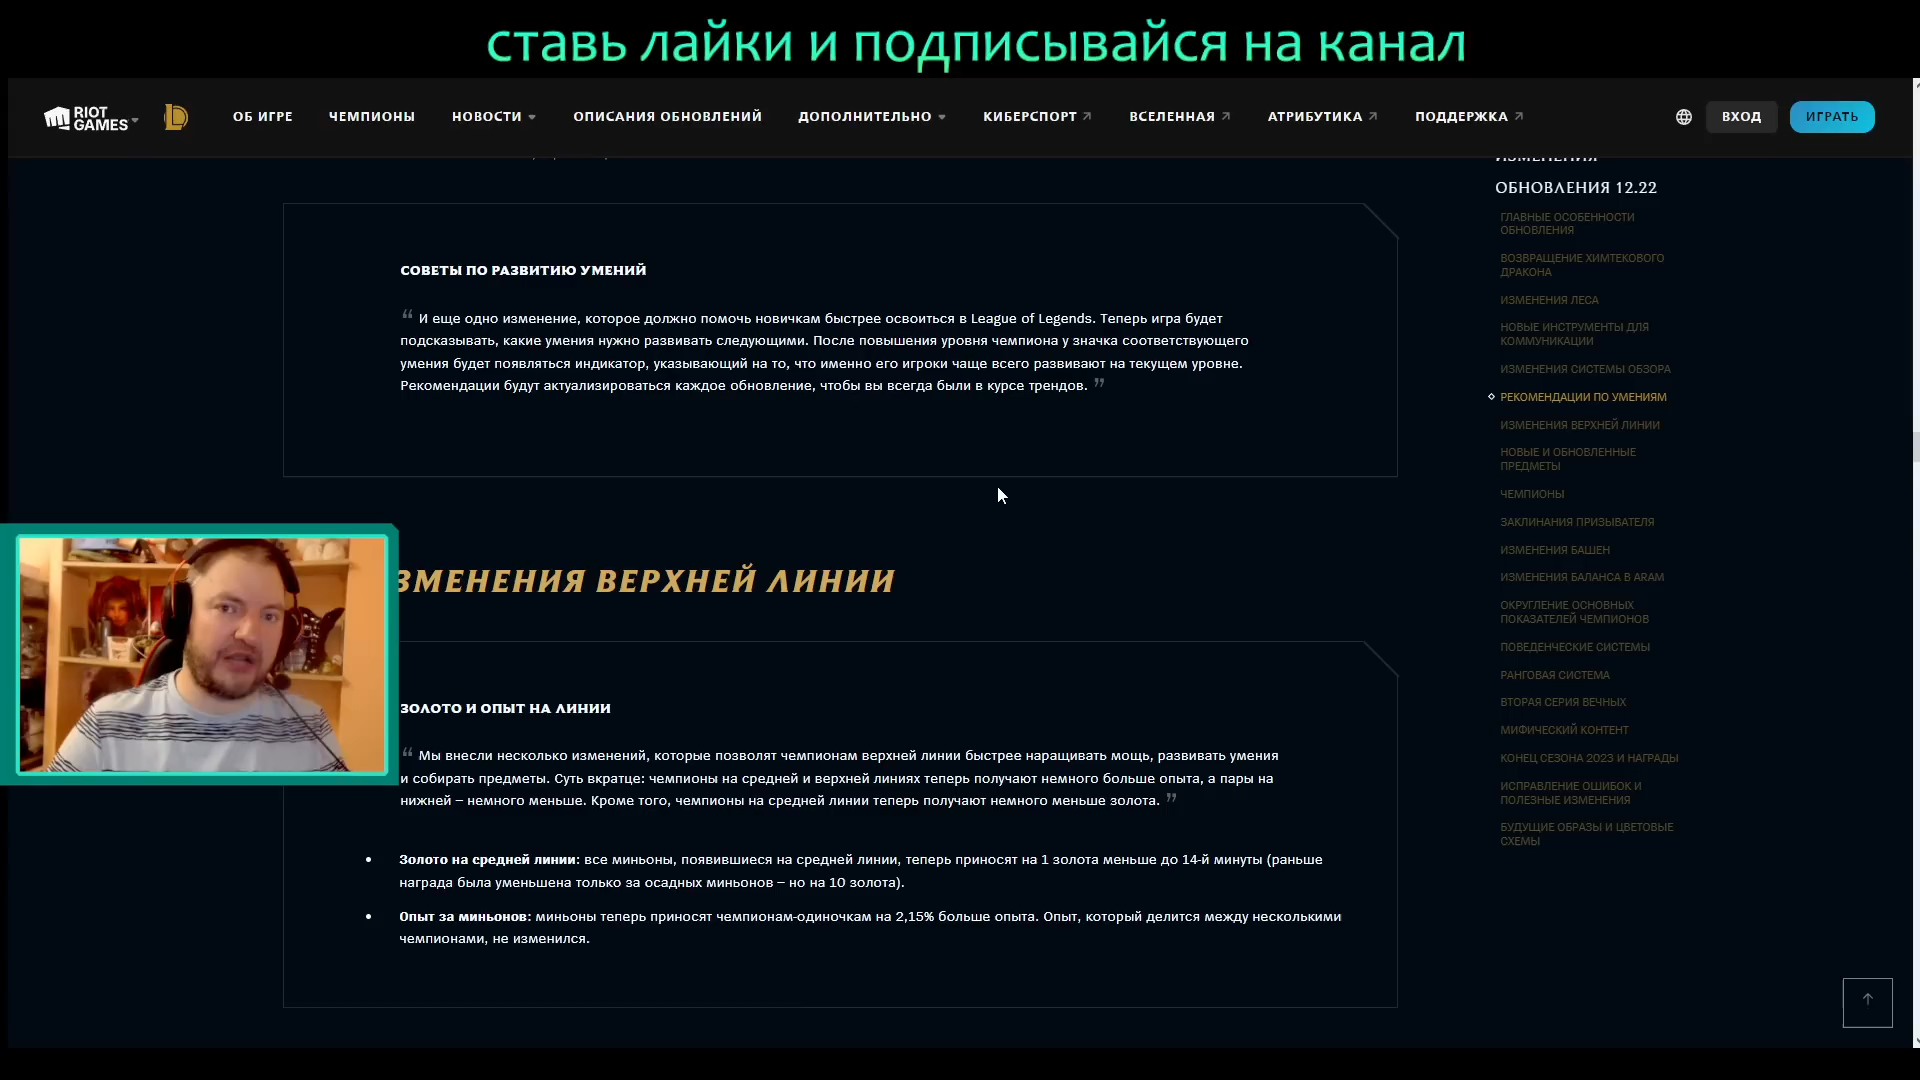 ставь лайки и подписывайся на канал
RIOT GAMES
ОБ ИГРЕ
ЧЕМПИОНЫ
НОВОСТИ
ОПИСАНИЯ ОБНОВЛЕНИЙ
ДОПОЛНИТЕЛЬНО
КИБЕРСПОРТ
ВСЕЛЕННАЯ
АТРИБУТИКА
ПОДДЕРЖКА
ВХОД
ИГРАТЬ
СОВЕТЫ ПО РАЗВИТИЮ УМЕНИЙ
“ И еще одно изменение, которое должно помочь новичкам быстрее освоиться в League of Legends. Теперь игра будет
подсказывать, какие умения нужно развивать следующими. После повышения уровня чемпиона у значка соответствующего
умения будет появляться индикатор, указывающий на то, что именно его игроки чаще всего развивают на текущем уровне.
Рекомендации будут актуализироваться каждое обновление, чтобы вы всегда были в курсе трендов. ”
ЗМЕНЕНИЯ ВЕРХНЕЙ ЛИНИИ
ЗОЛОТО И ОПЫТ НА ЛИНИИ
“ Мы внесли несколько изменений, которые позволят чемпионам верхней линии быстрее наращивать мощь, развивать умения
и собирать предметы. Суть вкратце: чемпионы на средней и верхней линиях теперь получают немного больше опыта, а пары на
нижней – немного меньше. Кроме того, чемпионы на средней линии теперь получают немного меньше золота. ”
• Золото на средней линии: все миньоны, появившиеся на средней линии, теперь приносят на 1 золота меньше до 14-й минуты (раньше
награда была уменьшена только за осадных миньонов – но на 10 золота).
• Опыт за миньонов: миньоны теперь приносят чемпионам-одиночкам на 2,15% больше опыта. Опыт, который делится между несколькими
чемпионами, не изменился.
ИЗМЕНЕНИЯ
ОБНОВЛЕНИЯ 12.22
ГЛАВНЫЕ ОСОБЕННОСТИ
ОБНОВЛЕНИЯ
ВОЗВРАЩЕНИЕ ХИМТЕКОВОГО
ДРАКОНА
ИЗМЕНЕНИЯ ЛЕСА
НОВЫЕ ИНСТРУМЕНТЫ ДЛЯ
КОММУНИКАЦИИ
ИЗМЕНЕНИЯ СИСТЕМЫ ОБЗОРА
РЕКОМЕНДАЦИИ ПО УМЕНИЯМ
ИЗМЕНЕНИЯ ВЕРХНЕЙ ЛИНИИ
НОВЫЕ И ОБНОВЛЕННЫЕ
ПРЕДМЕТЫ
ЧЕМПИОНЫ
ЗАКЛИНАНИЯ ПРИЗЫВАТЕЛЯ
ИЗМЕНЕНИЯ БАШЕН
ИЗМЕНЕНИЯ БАЛАНСА В ARAM
ОКРУГЛЕНИЕ ОСНОВНЫХ
ПОКАЗАТЕЛЕЙ ЧЕМПИОНОВ
ПОВЕДЕНЧЕСКИЕ СИСТЕМЫ
РАНГОВАЯ СИСТЕМА
ВТОРАЯ СЕРИЯ ВЕЧНЫХ
МИФИЧЕСКИЙ КОНТЕНТ
КОНЕЦ СЕЗОНА 2023 И НАГРАДЫ
ИСПРАВЛЕНИЕ ОШИБОК И
ПОЛЕЗНЫЕ ИЗМЕНЕНИЯ
БУДУЩИЕ ОБРАЗЫ И ЦВЕТОВЫЕ
СХЕМЫ